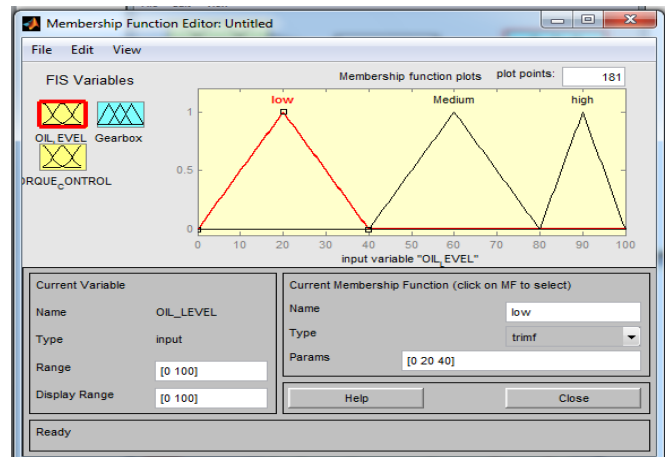 Membership Function Editor: Untitled
File Edit View
FIS Variables
OIL_LEVEL Gearbox
ORQUE_CONTROL
Membership function plots plot points: 181
low Medium high
1
0.5
0
0 10 20 30 40 50 60 70 80 90 100
input variable "OIL_LEVEL"
Current Variable
Name OIL_LEVEL
Type input
Range [0 100]
Display Range [0 100]
Current Membership Function (click on MF to select)
Name low
Type trimf
Params [0 20 40]
Help Close
Ready